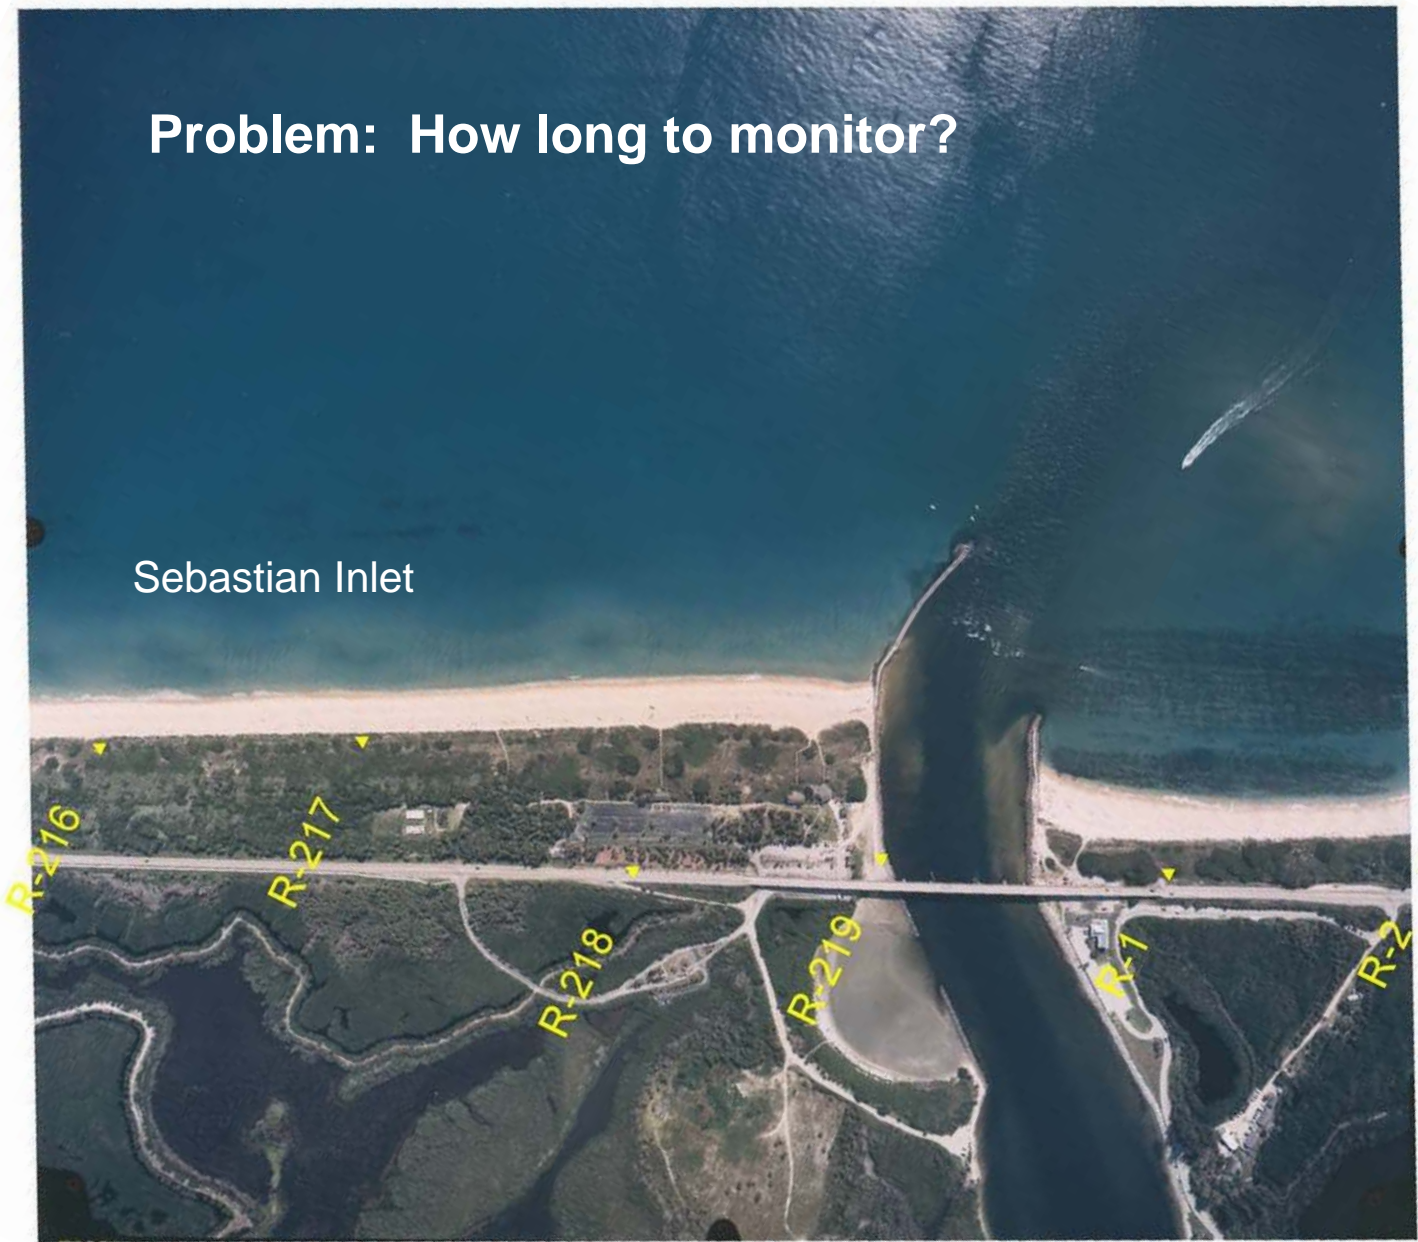 Problem: How long to monitor?
Sebastian Inlet
R-216
R-217
R-218
R-219
R-1
R-2